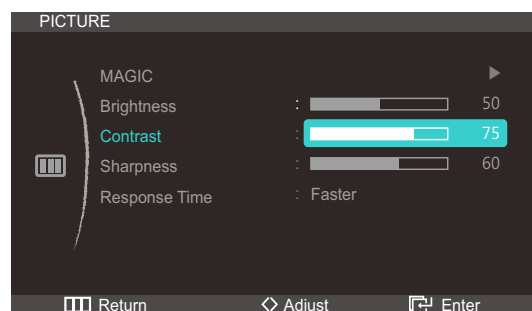 PICTURE
MAGIC
Brightness : 50
Contrast : 75
Sharpness : 60
Response Time : Faster
Return Adjust Enter